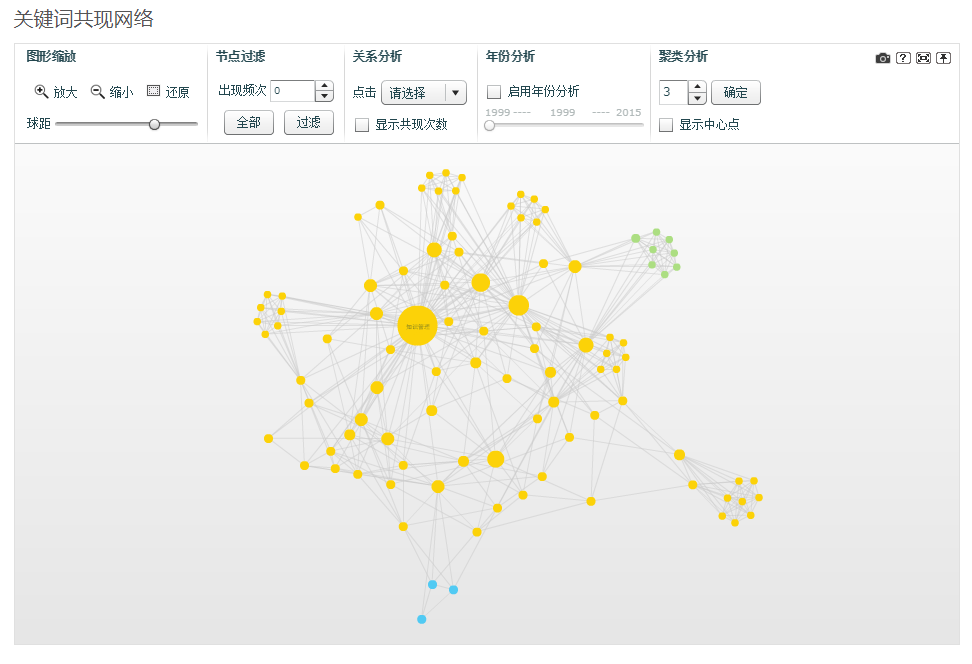 关键词共现网络
图形缩放
放大 缩小 还原
球距
节点过滤
出现频次 0
全部 过滤
关系分析
点击 请选择
显示共现次数
年份分析
启用年份分析
1999 ---- 1999 ---- 2015
聚类分析
3 确定
显示中心点
?